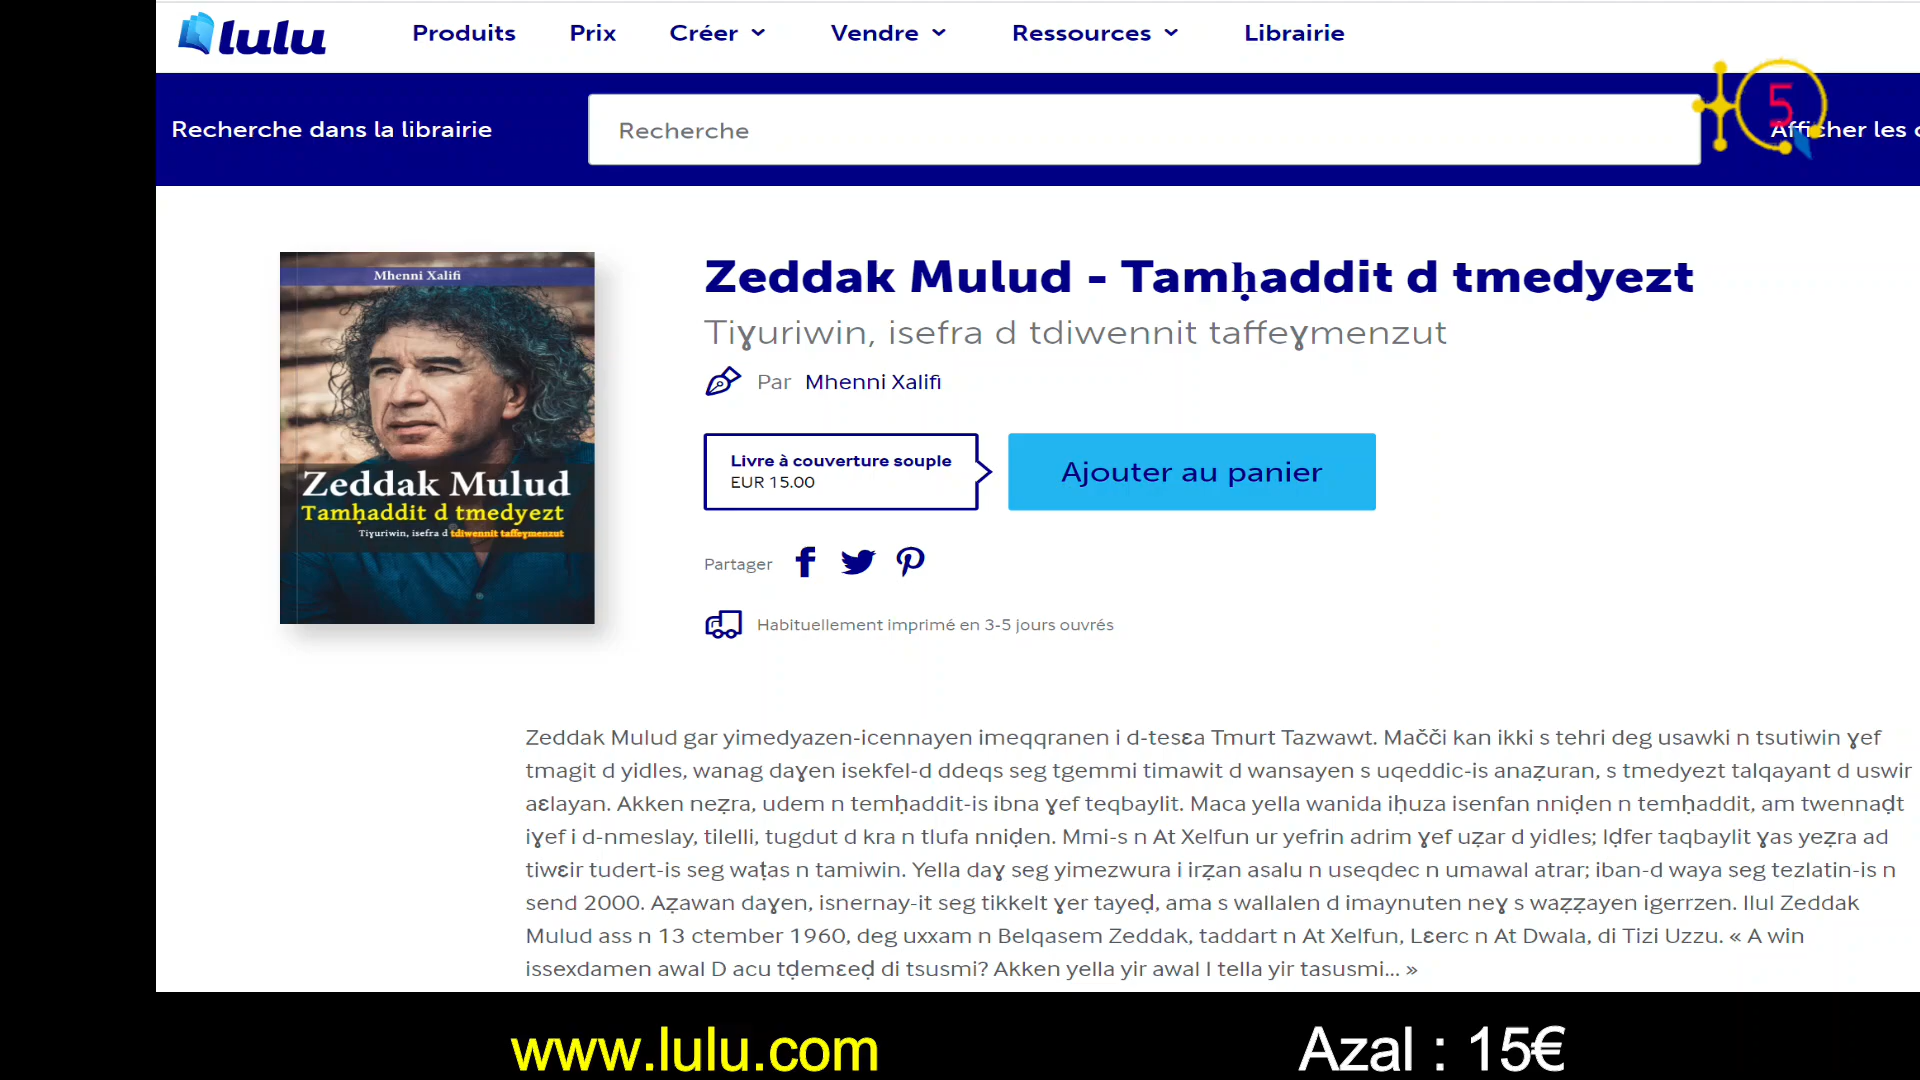 lulu
Produits Prix Créer Vendre Ressources Librairie
Recherche dans la librairie
Recherche
5
Afficher les
Mhenni Xalifi
Zeddak Mulud
Tamḥaddit d tmedyezt
Tiɣuriwin, isefra d tdiwennit taffeɣmenzut
Zeddak Mulud - Tamḥaddit d tmedyezt
Tiɣuriwin, isefra d tdiwennit taffeɣmenzut
Par Mhenni Xalifi
Livre à couverture souple
EUR 15.00
Ajouter au panier
Partager
Habituellement imprimé en 3-5 jours ouvrés
Zeddak Mulud gar yimedyazen-icennayen imeqqranen i d-tesɛa Tmurt Tazwawt. Mačči kan ikki s tehri deg usawki n tsutiwin ɣef
tmagit d yidles, wanag daɣen isekfel-d ddeqs seg tgemmi timawit d wansayen s uqeddic-is anaẓuran, s tmedyezt talqayant d uswir
aɛlayan. Akken neẓra, udem n temḥaddit-is ibna ɣef teqbaylit. Maca yella wanida iḥuza isenfan nniḍen n temḥaddit, am twennaḍt
iɣef i d-nmeslay, tilelli, tugdut d kra n tlufa nniḍen. Mmi-s n At Xelfun ur yefrin adrim ɣef uẓar d yidles; Iḍfer taqbaylit ɣas yeẓra ad
tiwɛir tudert-is seg waṭas n tamiwin. Yella daɣ seg yimezwura i irẓan asalu n useqdec n umawal atrar; iban-d waya seg tezlatin-is n
send 2000. Aẓawan daɣen, isnernay-it seg tikkelt ɣer tayeḍ, ama s wallalen d imaynuten neɣ s waẓẓayen igerrzen. Ilul Zeddak
Mulud ass n 13 ctember 1960, deg uxxam n Belqasem Zeddak, taddart n At Xelfun, Lɛerc n At Dwala, di Tizi Uzzu. « A win
issexdamen awal D acu tḍemɛeḍ di tsusmi? Akken yella yir awal I tella yir tasusmi... »
www.lulu.com
Azal : 15€